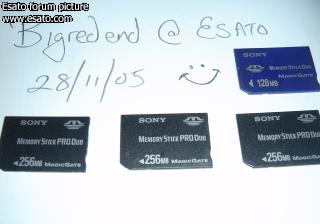 Esato forum picture
www.esato.com
"Bigredend @ ESATO
28/11/05
SONY
MEMORY STICK PRO DUO
128MB MAGICGATE
SONY
MEMORY STICK PRO DUO
256MB MAGICGATE
MEMORY STICK PRO DUO
256MB MAGICGATE
SONY
MEMORY STICK PRO DUO
256MB MAGICGATE